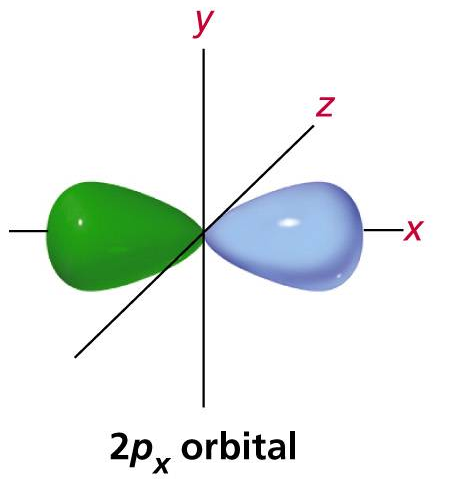 y
z
x
2pₓ orbital